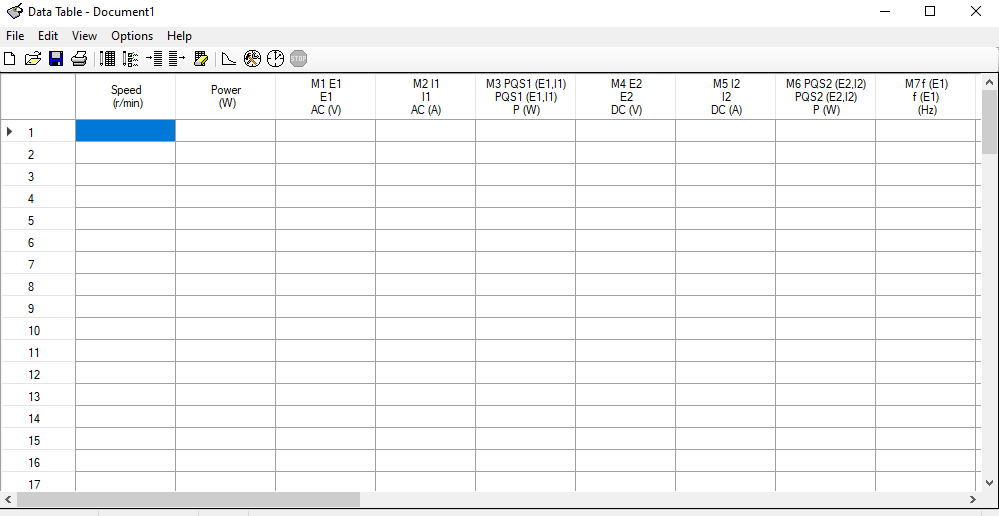 Data Table - Document1
File Edit View Options Help
STOP
Speed (r/min)
Power (W)
M1 E1 E1 AC (V)
M2 I1 I1 AC (A)
M3 PQS1 (E1,I1) PQS1 (E1,I1) P (W)
M4 E2 E2 DC (V)
M5 I2 I2 DC (A)
M6 PQS2 (E2,I2) PQS2 (E2,I2) P (W)
M7 f (E1) f (E1) (Hz)
1
2
3
4
5
6
7
8
9
10
11
12
13
14
15
16
17